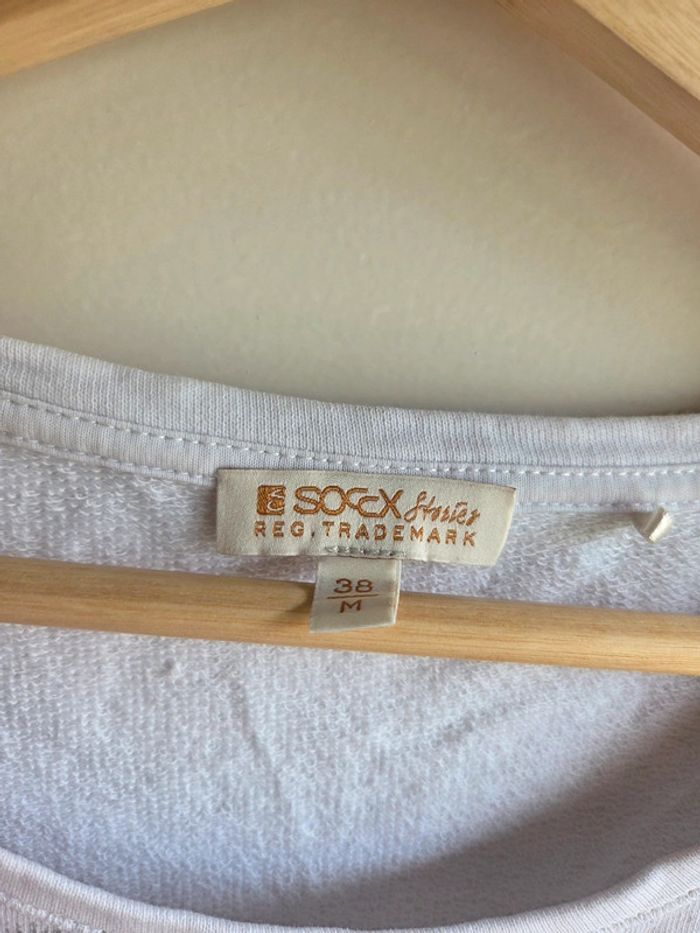 SOCCX Stories
REG. TRADEMARK
38
M